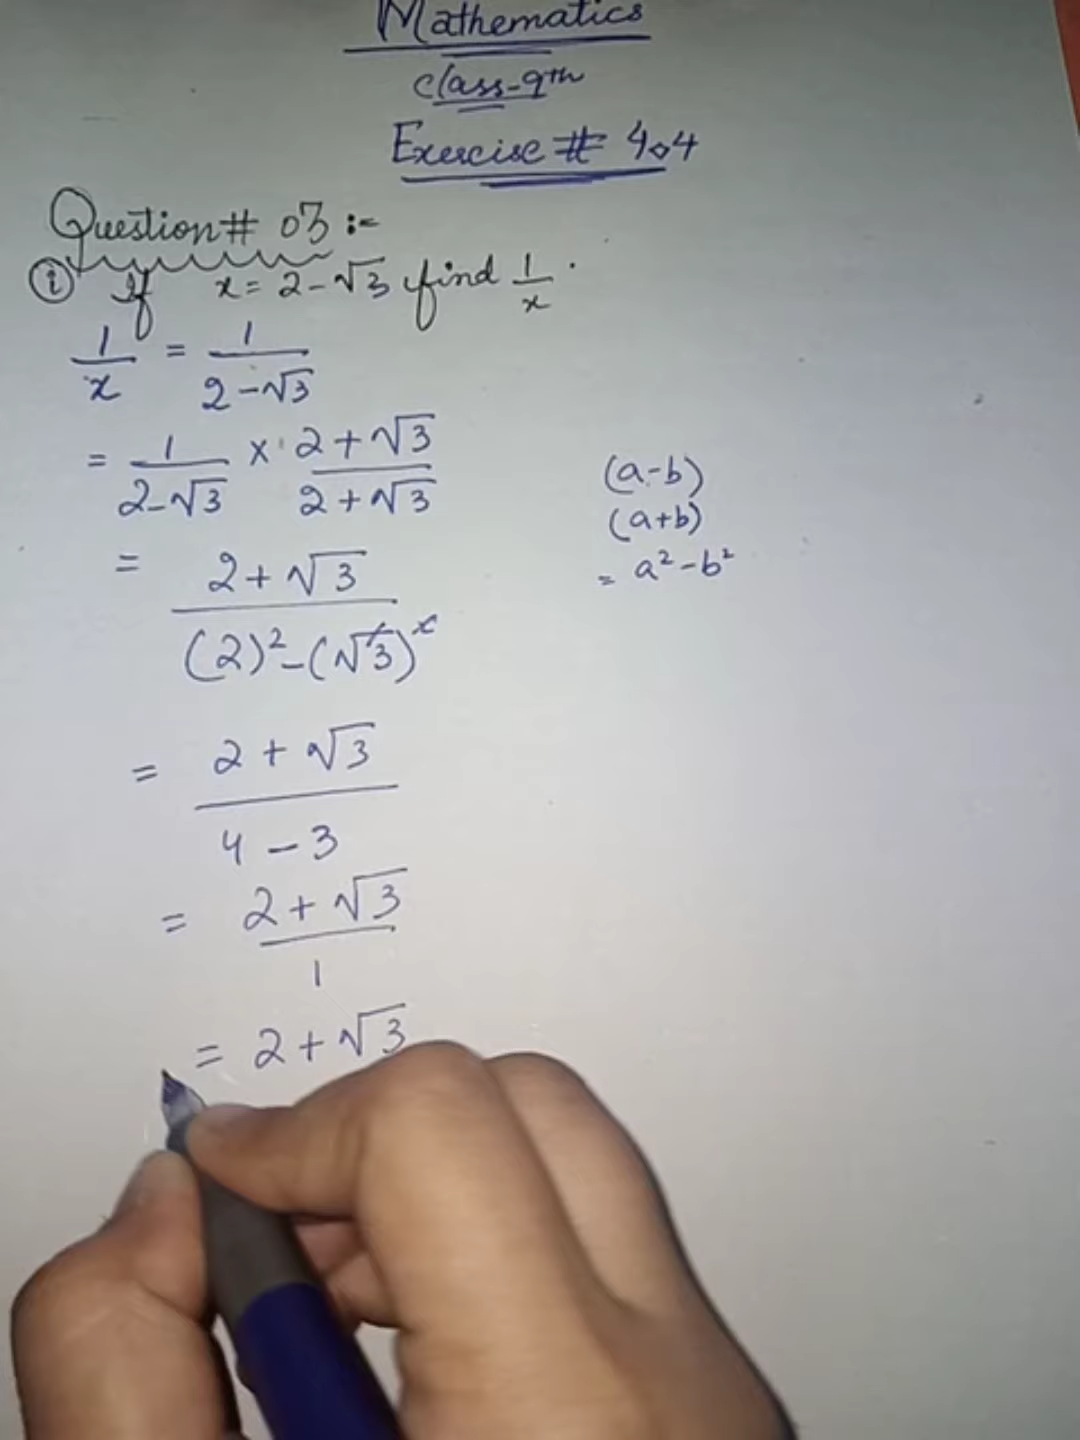 Mathematics
Class-9th
Exercise # 4.4
Question # 03 :-
(i) If x = 2 - √3 find 1/x .
1/x = 1/(2 - √3)
= 1/(2 - √3) × (2 + √3)/(2 + √3)
(a-b)
(a+b)
= a² - b²
= (2 + √3)/((2)² - (√3)²)
= (2 + √3)/(4 - 3)
= (2 + √3)/1
= 2 + √3